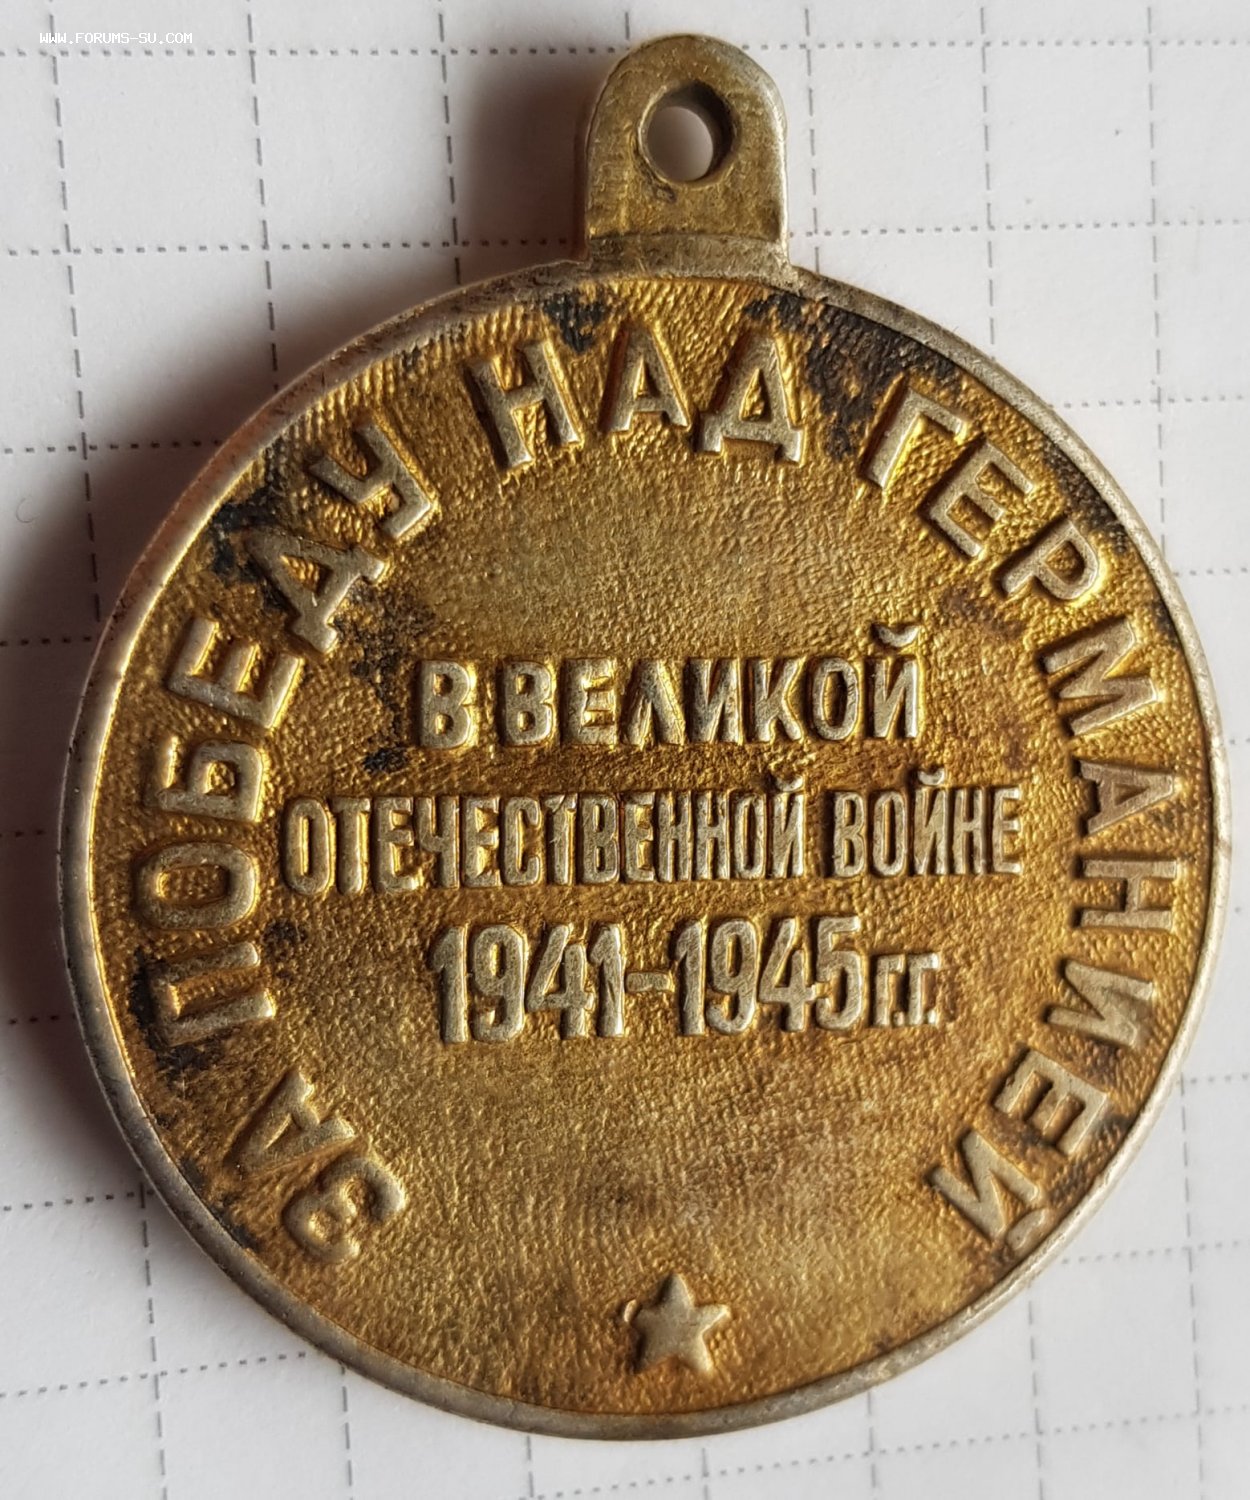 WWW.FORUMS-SU.COM
ЗА ПОБЕДУ НАД ГЕРМАНИЕЙ
В ВЕЛИКОЙ
ОТЕЧЕСТВЕННОЙ ВОЙНЕ
1941-1945 г.г.